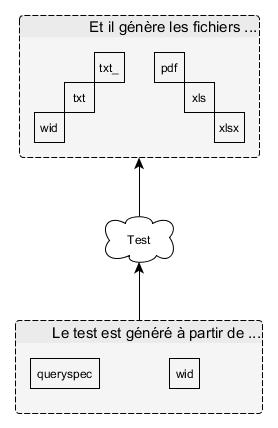 Et il génère les fichiers ...
txt_ pdf
txt xls
wid xlsx
Test
Le test est généré à partir de ...
queryspec wid